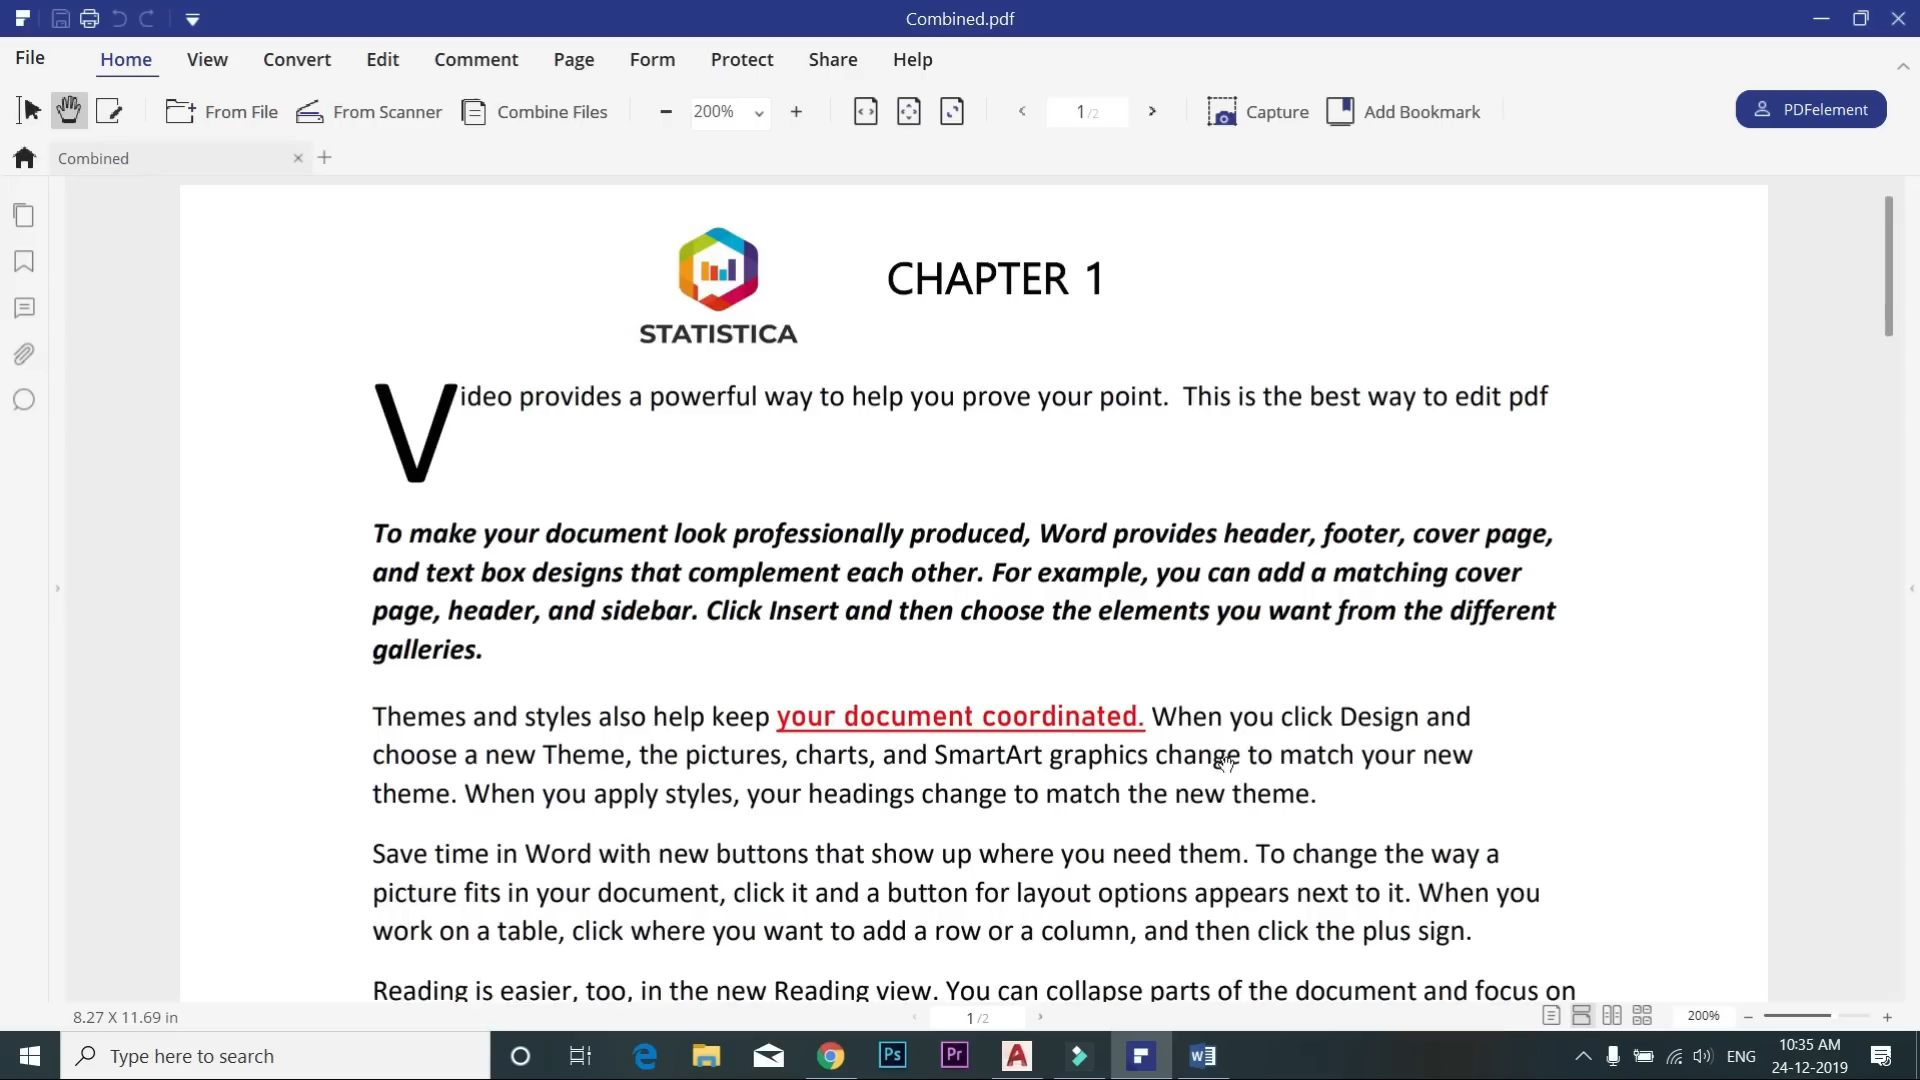 Combined.pdf
File Home View Convert Edit Comment Page Form Protect Share Help
From File From Scanner Combine Files 200% 1/2 Capture Add Bookmark PDFelement
Combined
CHAPTER 1
STATISTICA
Video provides a powerful way to help you prove your point. This is the best way to edit pdf
To make your document look professionally produced, Word provides header, footer, cover page,
and text box designs that complement each other. For example, you can add a matching cover
page, header, and sidebar. Click Insert and then choose the elements you want from the different
galleries.
Themes and styles also help keep your document coordinated. When you click Design and
choose a new Theme, the pictures, charts, and SmartArt graphics change to match your new
theme. When you apply styles, your headings change to match the new theme.
Save time in Word with new buttons that show up where you need them. To change the way a
picture fits in your document, click it and a button for layout options appears next to it. When you
work on a table, click where you want to add a row or a column, and then click the plus sign.
Reading is easier, too, in the new Reading view. You can collapse parts of the document and focus on
8.27 X 11.69 in 1/2 200%
Type here to search Ps Pr ENG 10:35 AM
24-12-2019